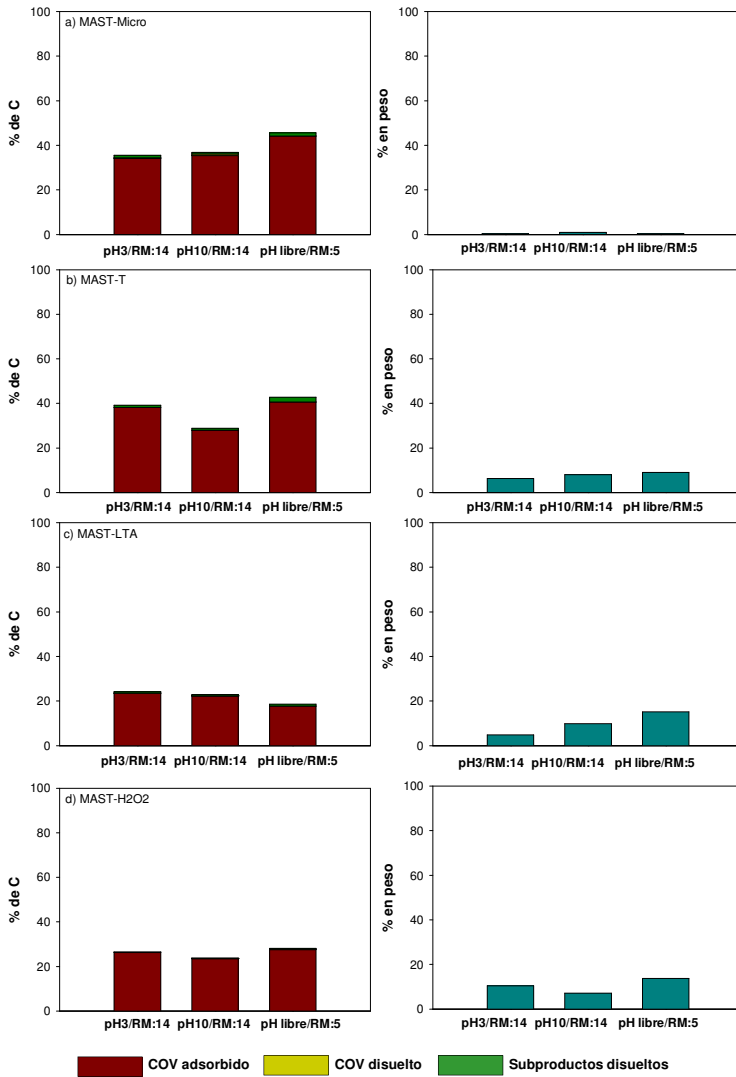 a) MAST-Micro
% de C
100
80
60
40
20
0
pH3/RM:14 pH10/RM:14 pH libre/RM:5
% en peso
100
80
60
40
20
0
pH3/RM:14 pH10/RM:14 pH libre/RM:5
b) MAST-T
% de C
100
80
60
40
20
0
pH3/RM:14 pH10/RM:14 pH libre/RM:5
% en peso
100
80
60
40
20
0
pH3/RM:14 pH10/RM:14 pH libre/RM:5
c) MAST-LTA
% de C
100
80
60
40
20
0
pH3/RM:14 pH10/RM:14 pH libre/RM:5
% en peso
100
80
60
40
20
0
pH3/RM:14 pH10/RM:14 pH libre/RM:5
d) MAST-H2O2
% de C
100
80
60
40
20
0
pH3/RM:14 pH10/RM:14 pH libre/RM:5
% en peso
100
80
60
40
20
0
pH3/RM:14 pH10/RM:14 pH libre/RM:5
COV adsorbido COV disuelto Subproductos disueltos